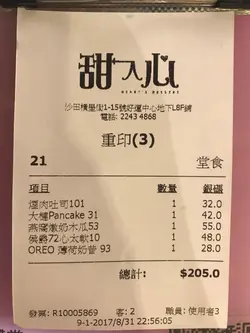 甜入心
HEART'S DESSERT
沙田橫壆街1-15號好運中心地下L8F舖
電話: 2243 4868
重印(3)
21 堂食
項目 數量 銀碼
煙肉吐司101 1 32.0
大樽Pancake 31 1 42.0
燕窩燉奶木瓜53 1 55.0
侯爵72心太軟10 1 48.0
OREO 薄荷奶昔 93 1 28.0
總計: $205.0
發票: R10005869 客: 2 職員: 使用者3
9-1-2017/8/31 22:56:05